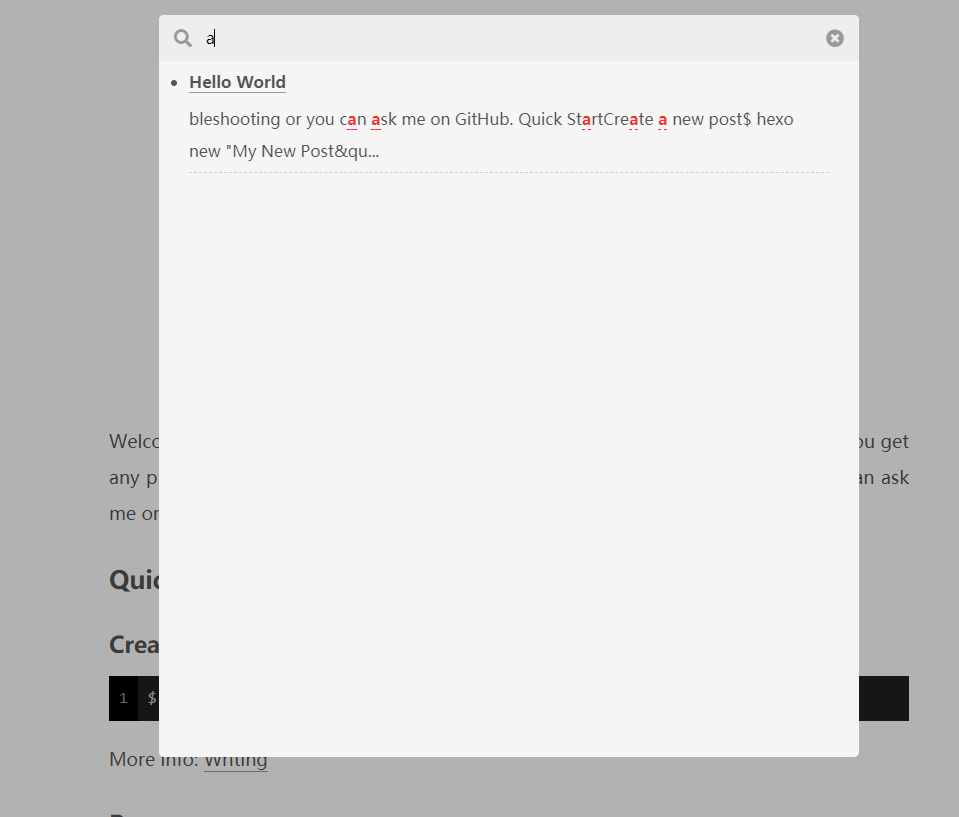 a
Hello World
bleshooting or you can ask me on GitHub. Quick StartCreate a new post$ hexo
new "My New Post&qu...
Welco ou get
any p an ask
me or
Quic
Crea
1 $
More info: Writing